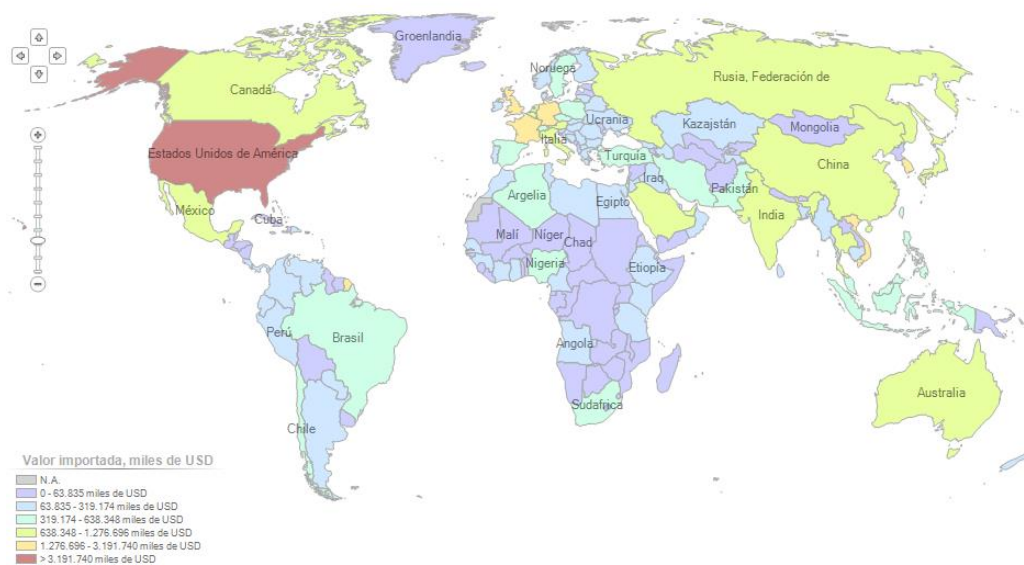 Groenlandia
Noruega
Rusia, Federación de
Canadá
Ucrania
Kazajstán
Mongolia
Italia
Estados Unidos de América
Turquía
China
Iraq
Pakistán
Argelia
Egipto
México
India
Cuba
Malí
Níger
Chad
Nigeria
Etiopía
Perú
Brasil
Angola
Australia
Sudafrica
Chile
Valor importada, miles de USD
N.A.
0 - 63.835 miles de USD
63.835 - 319.174 miles de USD
319.174 - 638.348 miles de USD
638.348 - 1.276.696 miles de USD
1.276.696 - 3.191.740 miles de USD
> 3.191.740 miles de USD